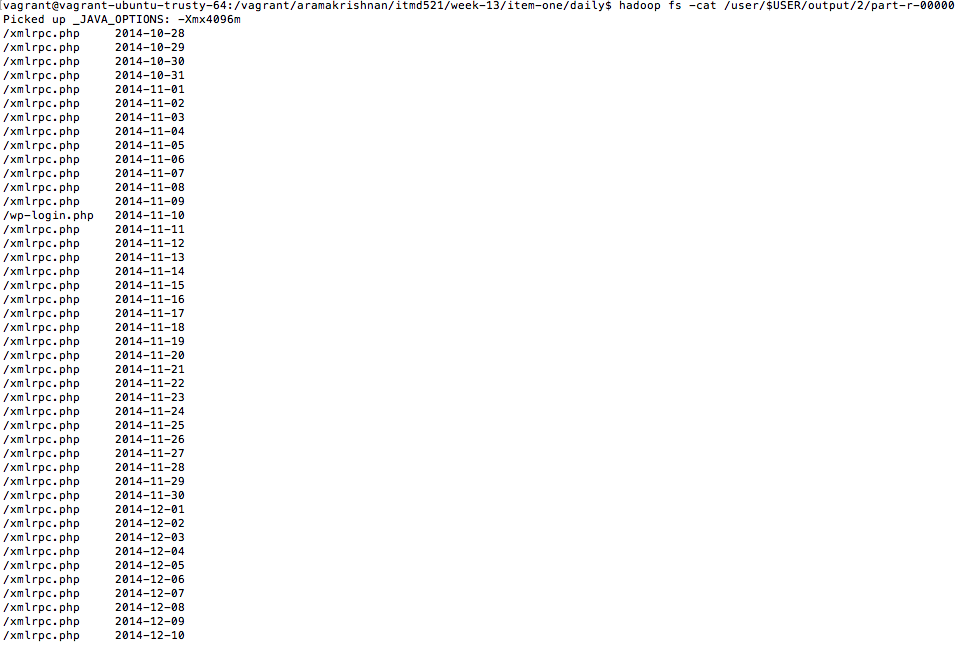 vagrant@vagrant-ubuntu-trusty-64:/vagrant/aramakrishnan/itmd521/week-13/item-one/daily$ hadoop fs -cat /user/$USER/output/2/part-r-00000
Picked up _JAVA_OPTIONS: -Xmx4096m
/xmlrpc.php 2014-10-28
/xmlrpc.php 2014-10-29
/xmlrpc.php 2014-10-30
/xmlrpc.php 2014-10-31
/xmlrpc.php 2014-11-01
/xmlrpc.php 2014-11-02
/xmlrpc.php 2014-11-03
/xmlrpc.php 2014-11-04
/xmlrpc.php 2014-11-05
/xmlrpc.php 2014-11-06
/xmlrpc.php 2014-11-07
/xmlrpc.php 2014-11-08
/xmlrpc.php 2014-11-09
/wp-login.php 2014-11-10
/xmlrpc.php 2014-11-11
/xmlrpc.php 2014-11-12
/xmlrpc.php 2014-11-13
/xmlrpc.php 2014-11-14
/xmlrpc.php 2014-11-15
/xmlrpc.php 2014-11-16
/xmlrpc.php 2014-11-17
/xmlrpc.php 2014-11-18
/xmlrpc.php 2014-11-19
/xmlrpc.php 2014-11-20
/xmlrpc.php 2014-11-21
/xmlrpc.php 2014-11-22
/xmlrpc.php 2014-11-23
/xmlrpc.php 2014-11-24
/xmlrpc.php 2014-11-25
/xmlrpc.php 2014-11-26
/xmlrpc.php 2014-11-27
/xmlrpc.php 2014-11-28
/xmlrpc.php 2014-11-29
/xmlrpc.php 2014-11-30
/xmlrpc.php 2014-12-01
/xmlrpc.php 2014-12-02
/xmlrpc.php 2014-12-03
/xmlrpc.php 2014-12-04
/xmlrpc.php 2014-12-05
/xmlrpc.php 2014-12-06
/xmlrpc.php 2014-12-07
/xmlrpc.php 2014-12-08
/xmlrpc.php 2014-12-09
/xmlrpc.php 2014-12-10